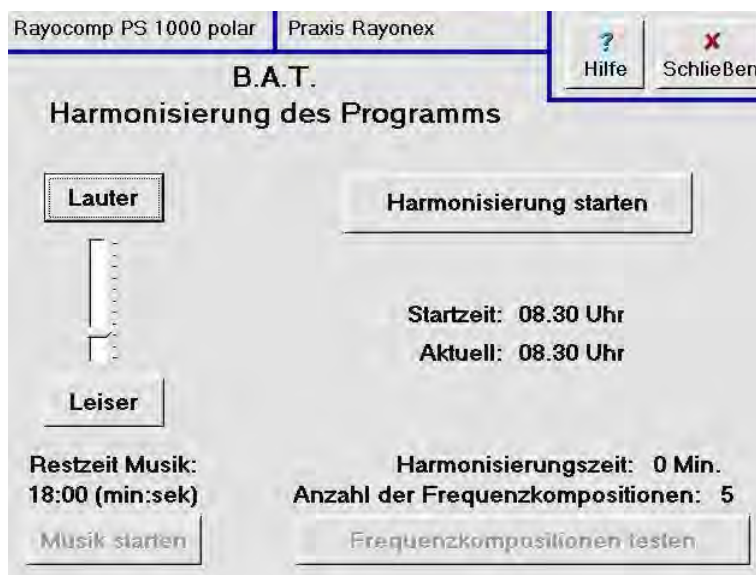 Rayocomp PS 1000 polar
Praxis Rayonex
?
Hilfe
X
Schließen
B.A.T.
Harmonisierung des Programms
Lauter
Harmonisierung starten
Startzeit: 08.30 Uhr
Aktuell: 08.30 Uhr
Leiser
Restzeit Musik:
18:00 (min:sek)
Harmonisierungszeit: 0 Min.
Anzahl der Frequenzkompositionen: 5
Musik starten
Frequenzkompositionen testen